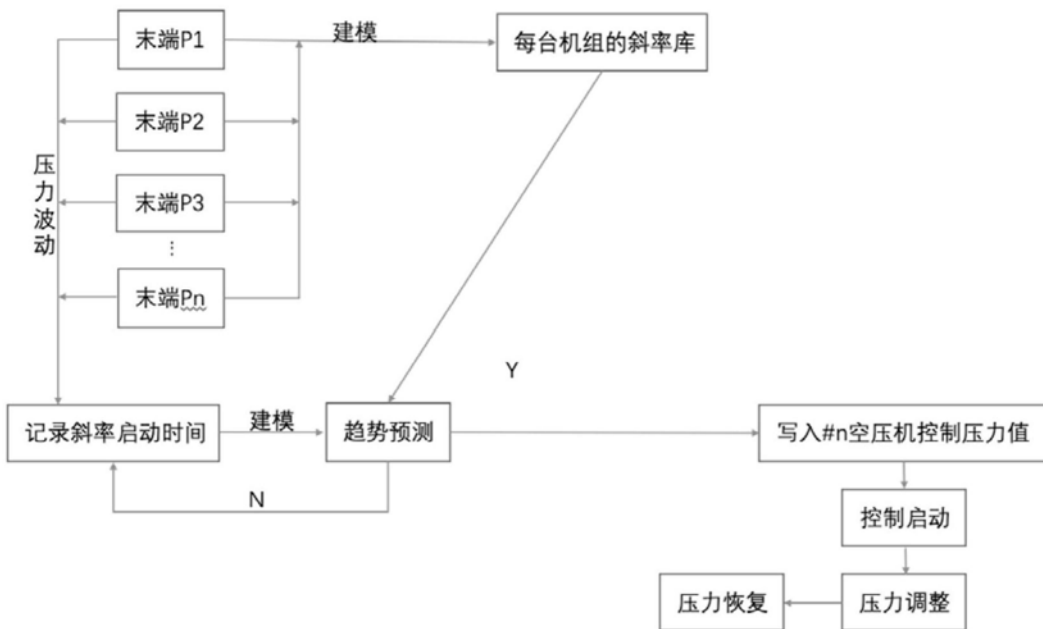 末端P1
建模
每台机组的斜率库
末端P2
压力波动
末端P3
⋮
末端Pn
Y
记录斜率启动时间
建模
趋势预测
写入#n空压机控制压力值
N
控制启动
压力恢复
压力调整